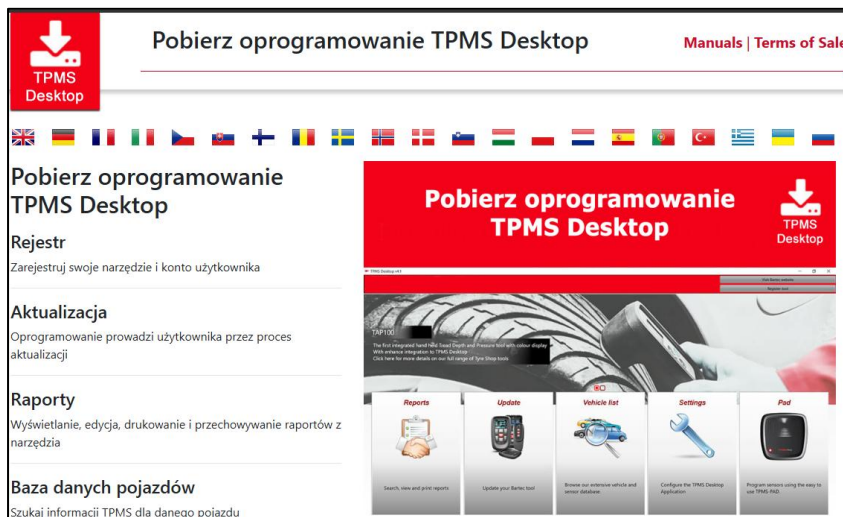 TPMS
Desktop
Pobierz oprogramowanie TPMS Desktop
Manuals | Terms of Sale
Pobierz oprogramowanie
TPMS Desktop
Rejestr
Zarejestruj swoje narzędzie i konto użytkownika
Aktualizacja
Oprogramowanie prowadzi użytkownika przez proces
aktualizacji
Raporty
Wyświetlanie, edycja, drukowanie i przechowywanie raportów z
narzędzia
Baza danych pojazdów
Szukaj informacji TPMS dla danego pojazdu
Pobierz oprogramowanie
TPMS Desktop
TPMS
Desktop
Register tool
TAP100
The first integrated hand held Tread Depth and Pressure tool with colour display
With enhance integration to TPMS Desktop
Click here for more details on our full range of Tyre Shop tools
Reports
Search, view and print reports
Update
Update your Bartec tool
Vehicle list
Browse our extensive vehicle and
sensor database.
Settings
Configure the TPMS Desktop
Application
Pad
Program sensors using the easy to
use TPMS PAD.